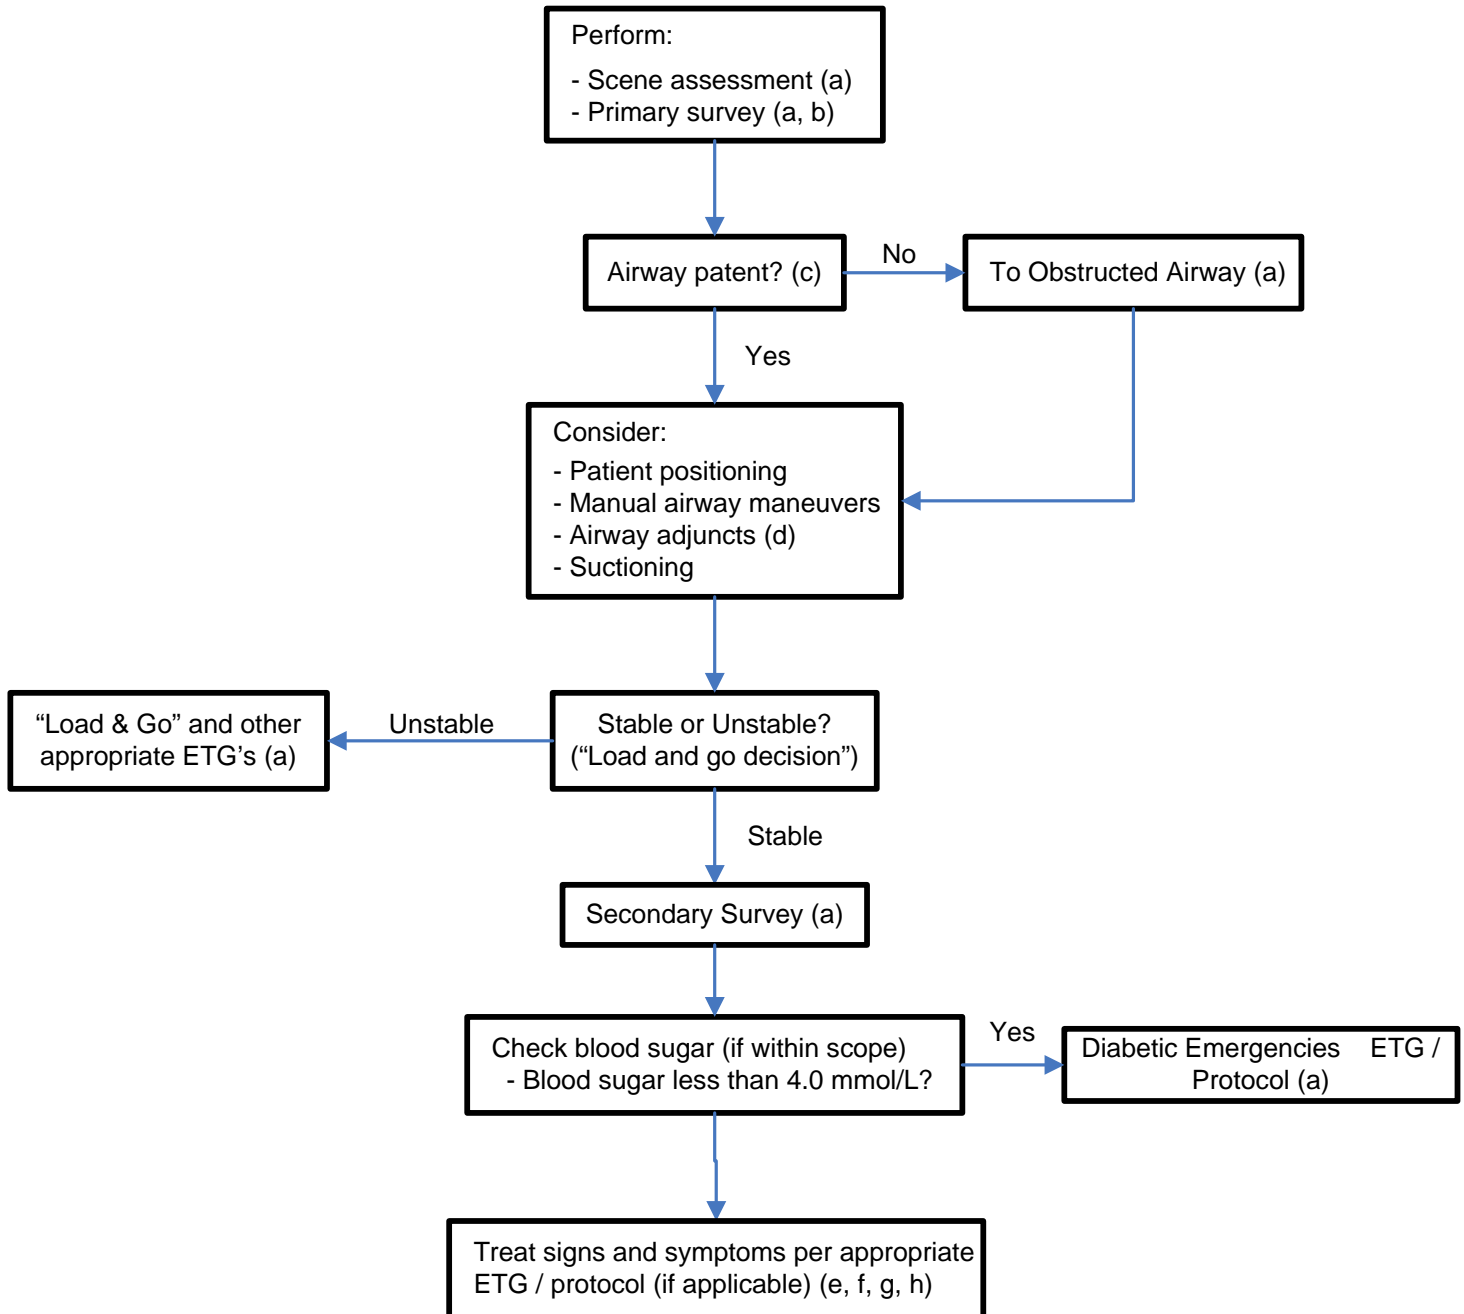 Perform:
- Scene assessment (a)
- Primary survey (a, b)
Airway patent? (c)
No
To Obstructed Airway (a)
Yes
Consider:
- Patient positioning
- Manual airway maneuvers
- Airway adjuncts (d)
- Suctioning
“Load & Go” and other
appropriate ETG’s (a)
Unstable
Stable or Unstable?
(“Load and go decision”)
Stable
Secondary Survey (a)
Check blood sugar (if within scope)
- Blood sugar less than 4.0 mmol/L?
Yes
Diabetic Emergencies ETG /
Protocol (a)
Treat signs and symptoms per appropriate
ETG / protocol (if applicable) (e, f, g, h)